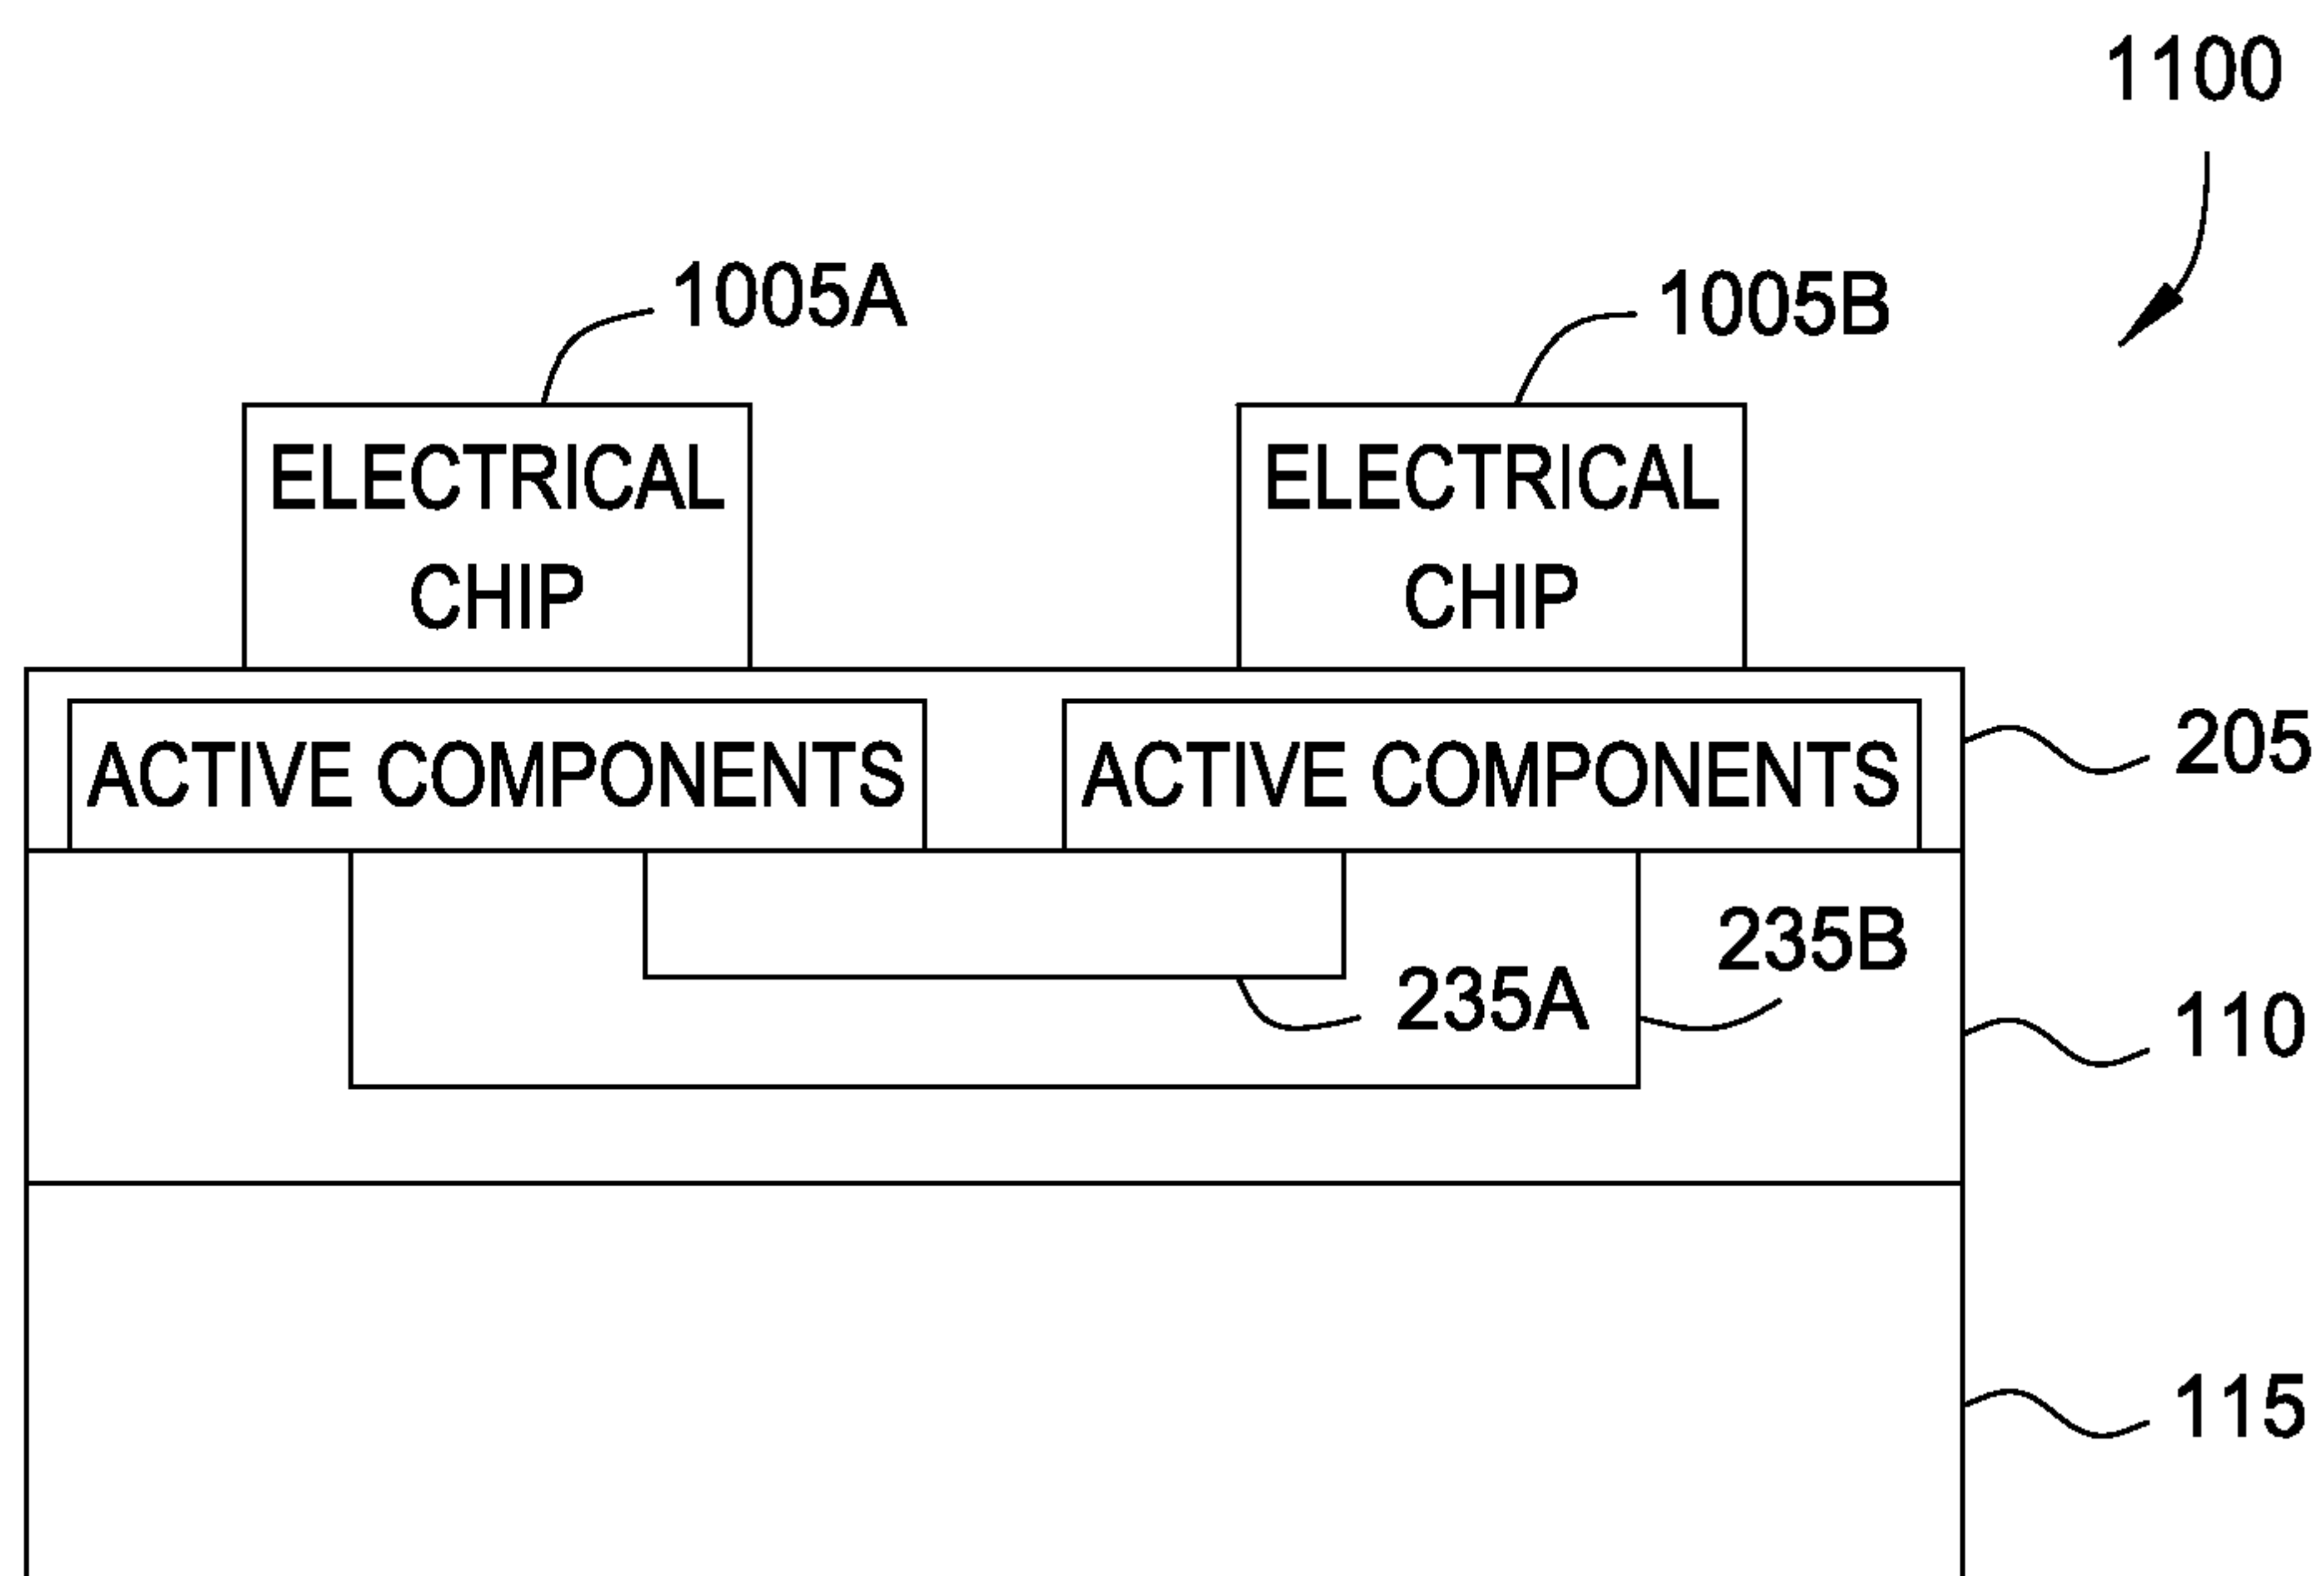 1100
1005A
1005B
ELECTRICAL
CHIP
ELECTRICAL
CHIP
ACTIVE COMPONENTS
ACTIVE COMPONENTS
205
235B
235A
110
115